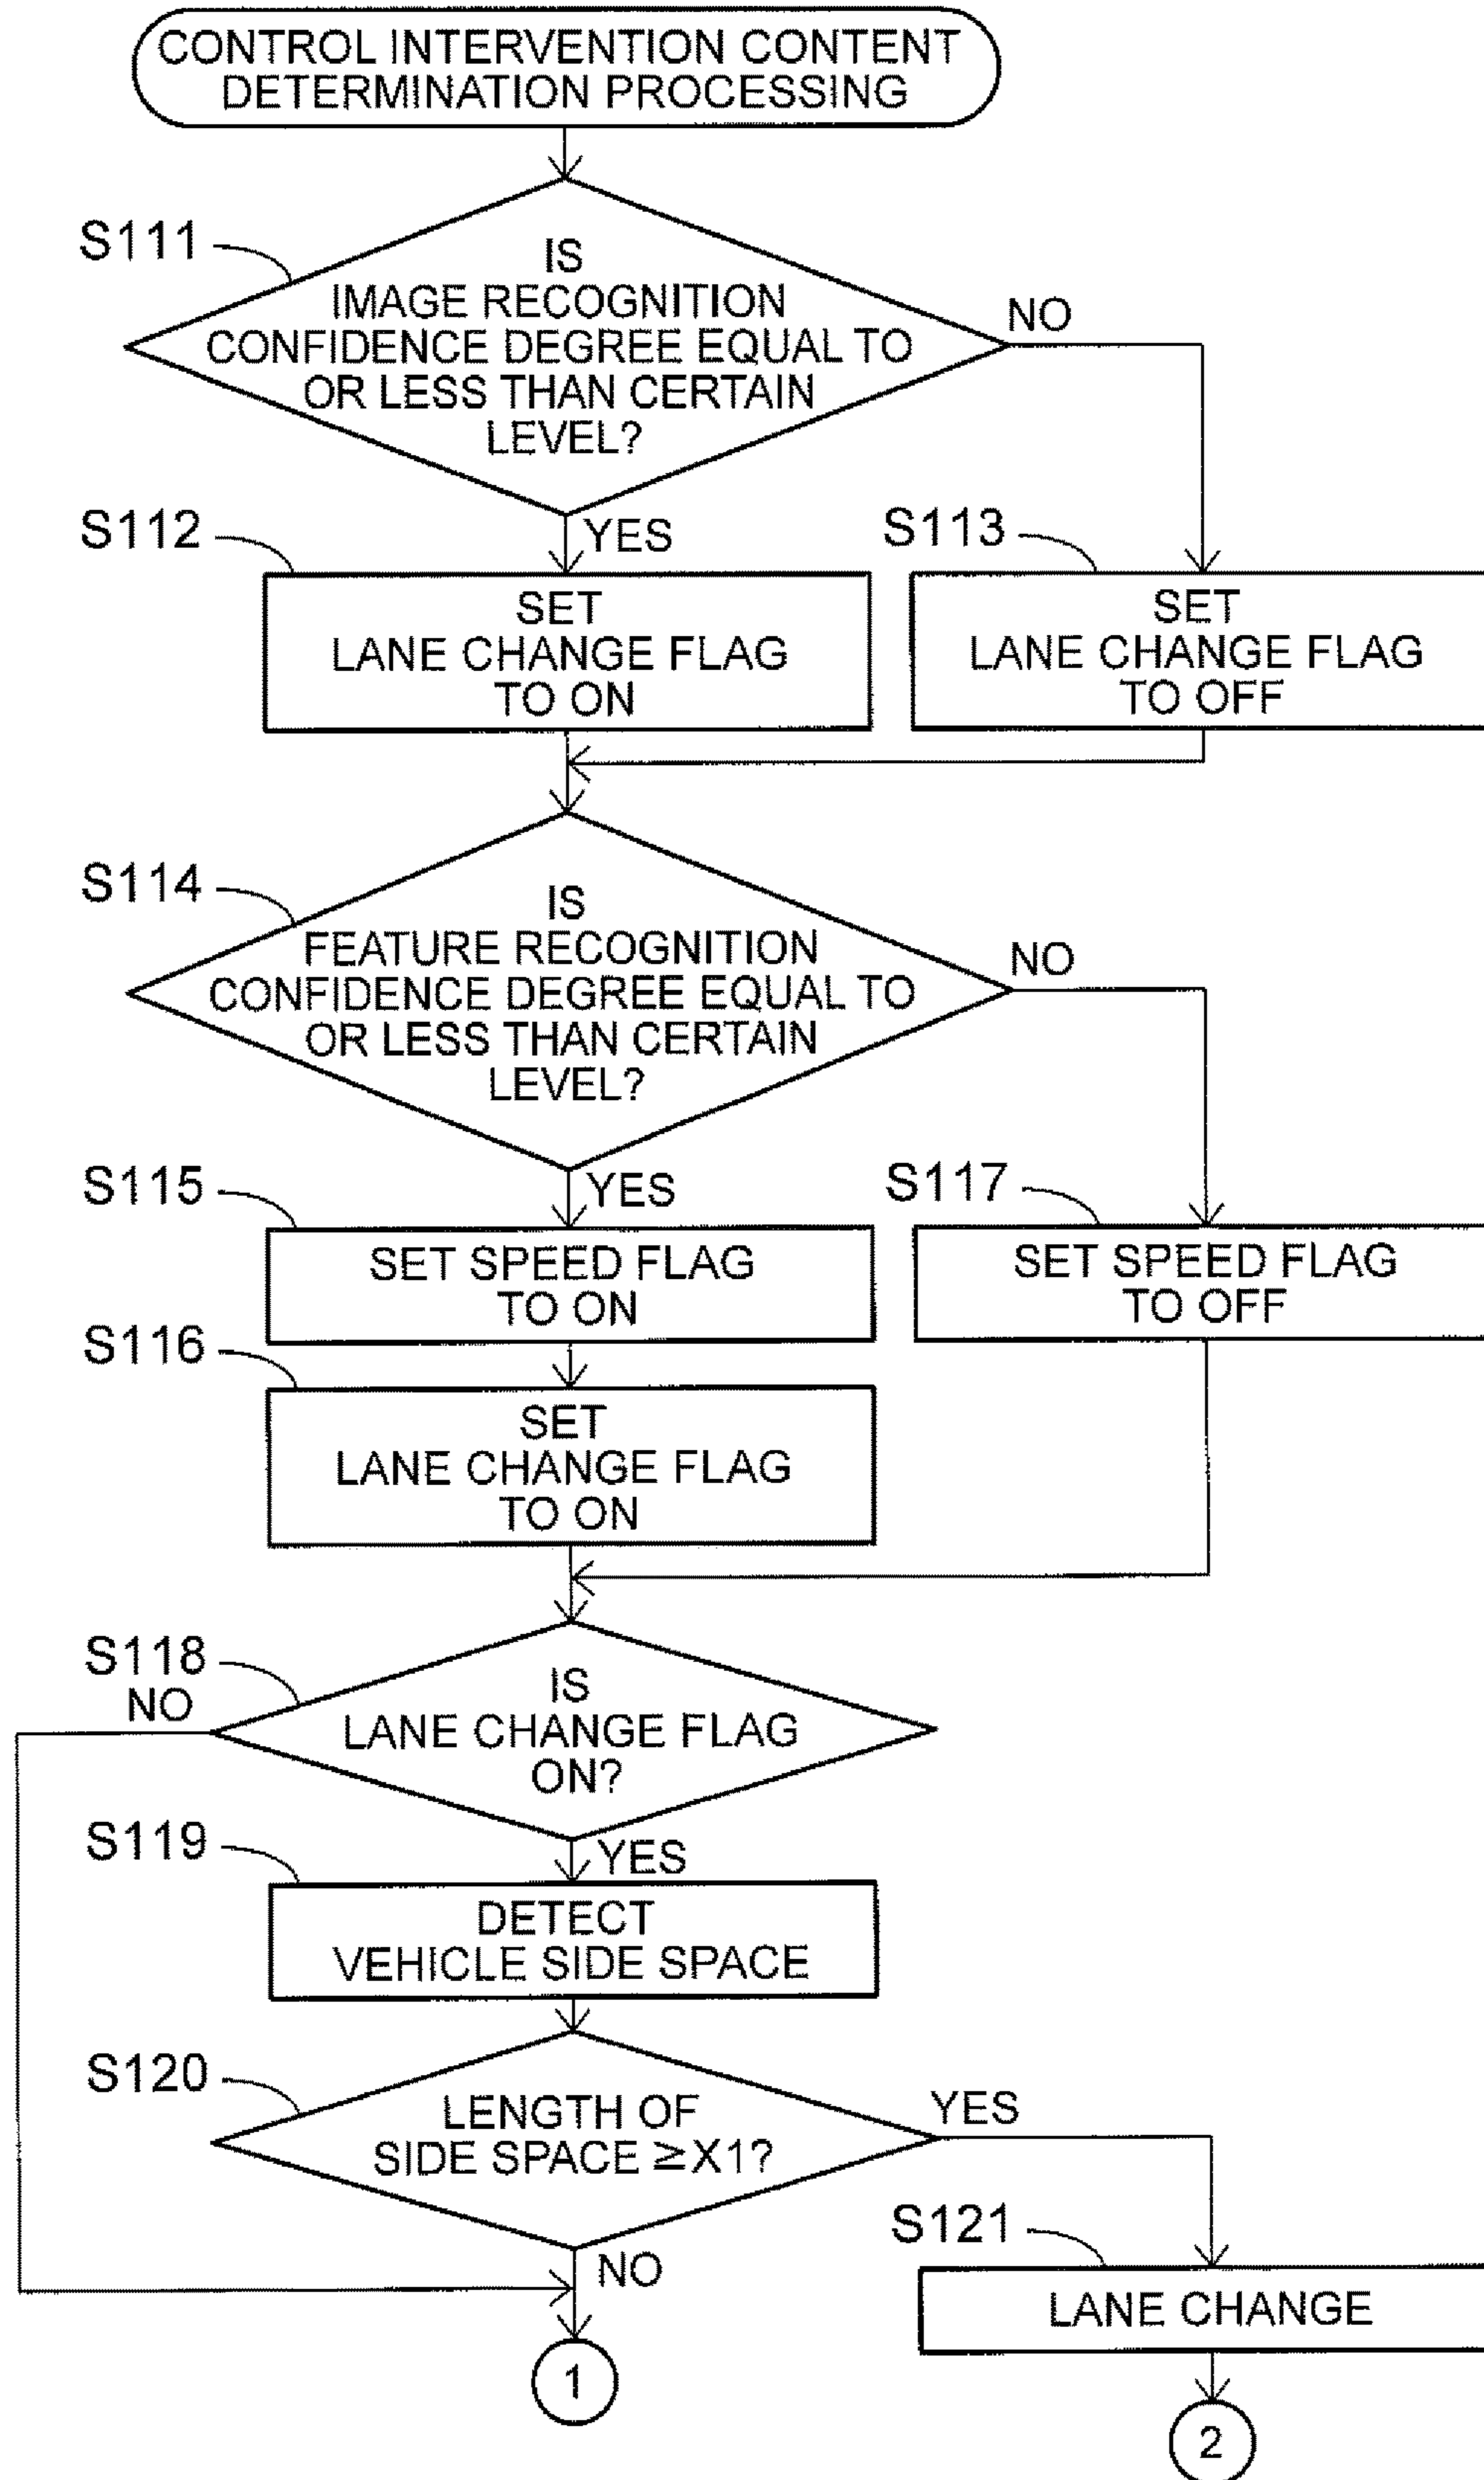 CONTROL INTERVENTION CONTENT
DETERMINATION PROCESSING
S111
IS
IMAGE RECOGNITION
CONFIDENCE DEGREE EQUAL TO
OR LESS THAN CERTAIN
LEVEL?
NO
YES
S112
SET
LANE CHANGE FLAG
TO ON
S113
SET
LANE CHANGE FLAG
TO OFF
S114
IS
FEATURE RECOGNITION
CONFIDENCE DEGREE EQUAL TO
OR LESS THAN CERTAIN
LEVEL?
NO
YES
S115
SET SPEED FLAG
TO ON
S117
SET SPEED FLAG
TO OFF
S116
SET
LANE CHANGE FLAG
TO ON
S118
NO
IS
LANE CHANGE FLAG
ON?
YES
S119
DETECT
VEHICLE SIDE SPACE
S120
LENGTH OF
SIDE SPACE ≥X1?
YES
NO
S121
LANE CHANGE
1
2